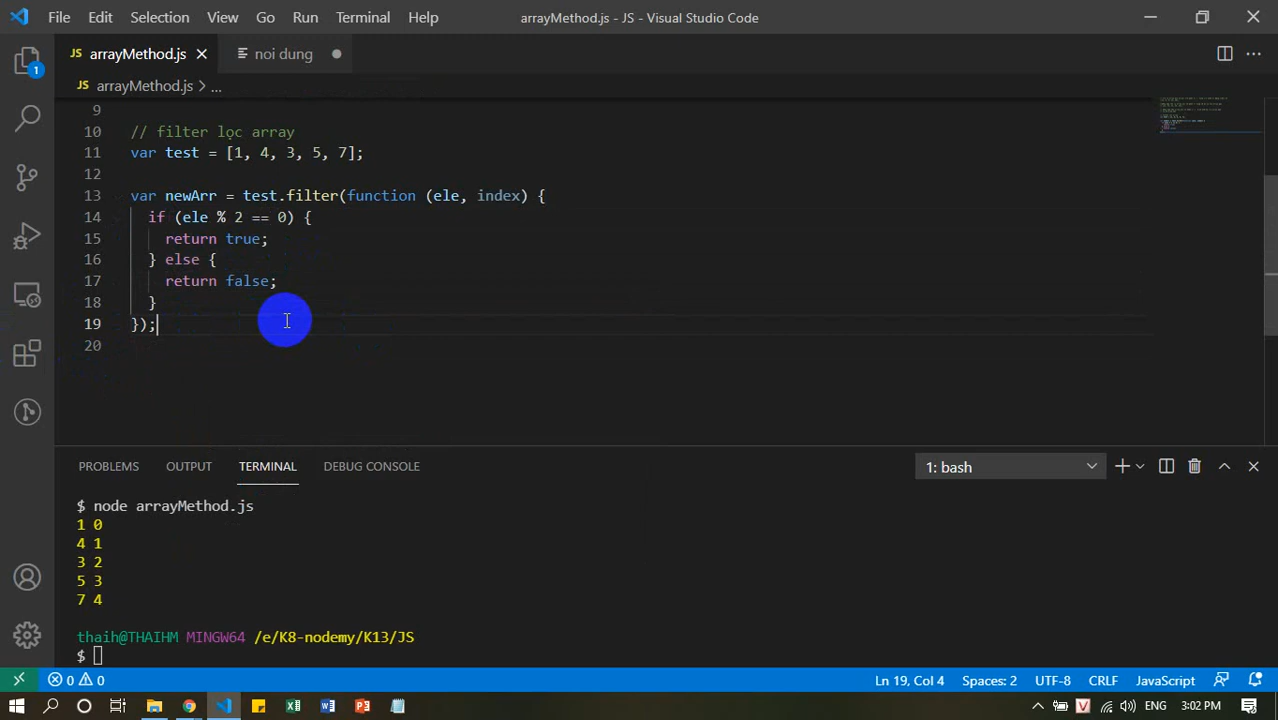 File Edit Selection View Go Run Terminal Help arrayMethod.js - JS - Visual Studio Code
JS arrayMethod.js noi dung
1
JS arrayMethod.js > ...
9
10 // filter lọc array
11 var test = [1, 4, 3, 5, 7];
12
13 var newArr = test.filter(function (ele, index) {
14 if (ele % 2 == 0) {
15 return true;
16 } else {
17 return false;
18 }
19 });
20
PROBLEMS OUTPUT TERMINAL DEBUG CONSOLE 1: bash
$ node arrayMethod.js
1 0
4 1
3 2
5 3
7 4
thaih@THAIHM MINGW64 /e/K8-nodemy/K13/JS
$
0 0 Ln 19, Col 4 Spaces: 2 UTF-8 CRLF JavaScript
ENG 3:02 PM